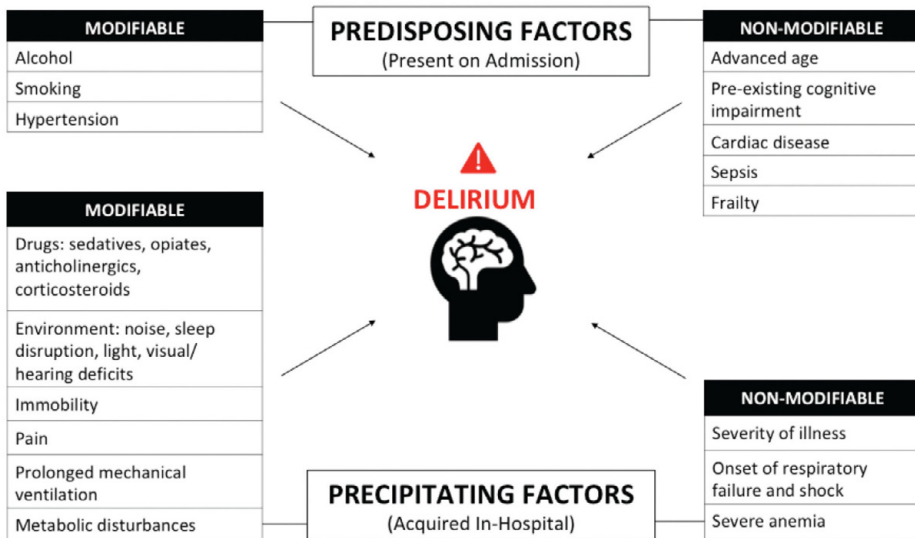 MODIFIABLE
Alcohol
Smoking
Hypertension
PREDISPOSING FACTORS
(Present on Admission)
NON-MODIFIABLE
Advanced age
Pre-existing cognitive
impairment
Cardiac disease
Sepsis
Frailty
DELIRIUM
MODIFIABLE
Drugs: sedatives, opiates,
anticholinergics,
corticosteroids
Environment: noise, sleep
disruption, light, visual/
hearing deficits
Immobility
Pain
Prolonged mechanical
ventilation
Metabolic disturbances
PRECIPITATING FACTORS
(Acquired In-Hospital)
NON-MODIFIABLE
Severity of illness
Onset of respiratory
failure and shock
Severe anemia